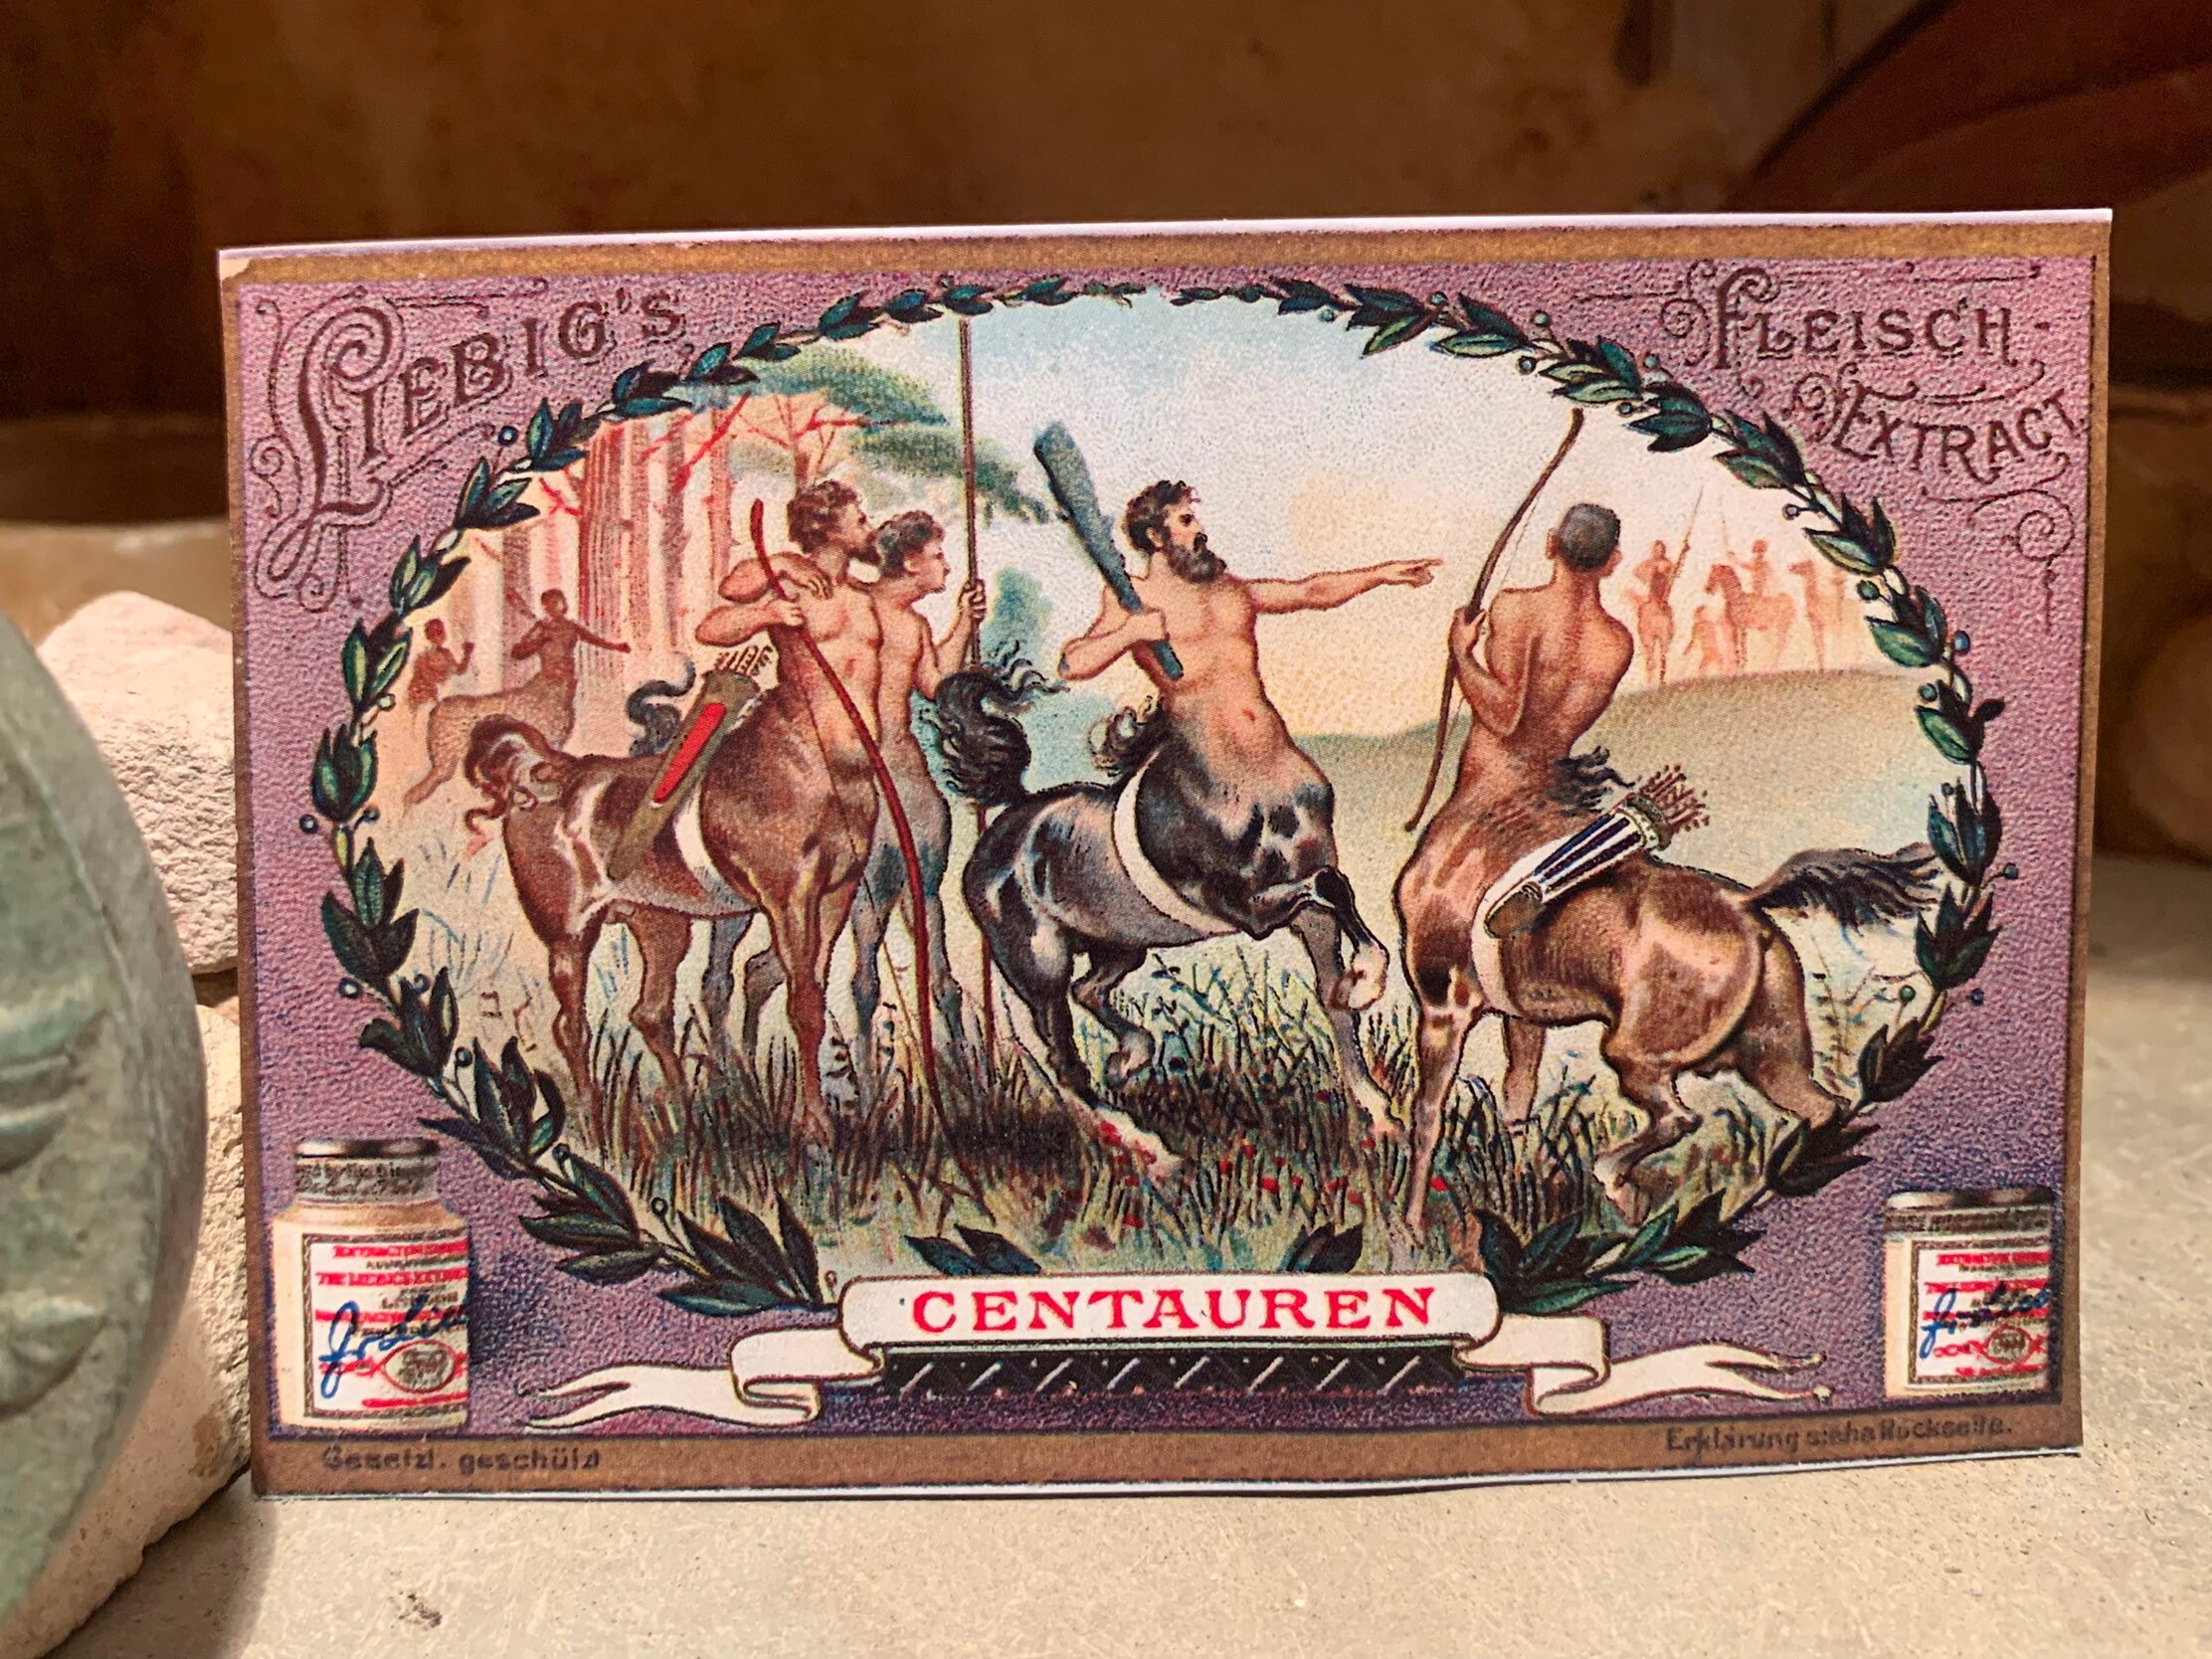 LIEBIG'S
FLEISCH-
EXTRACT
CENTAUREN
Gesetzl. geschützt
Erklärung siehe Rückseite.